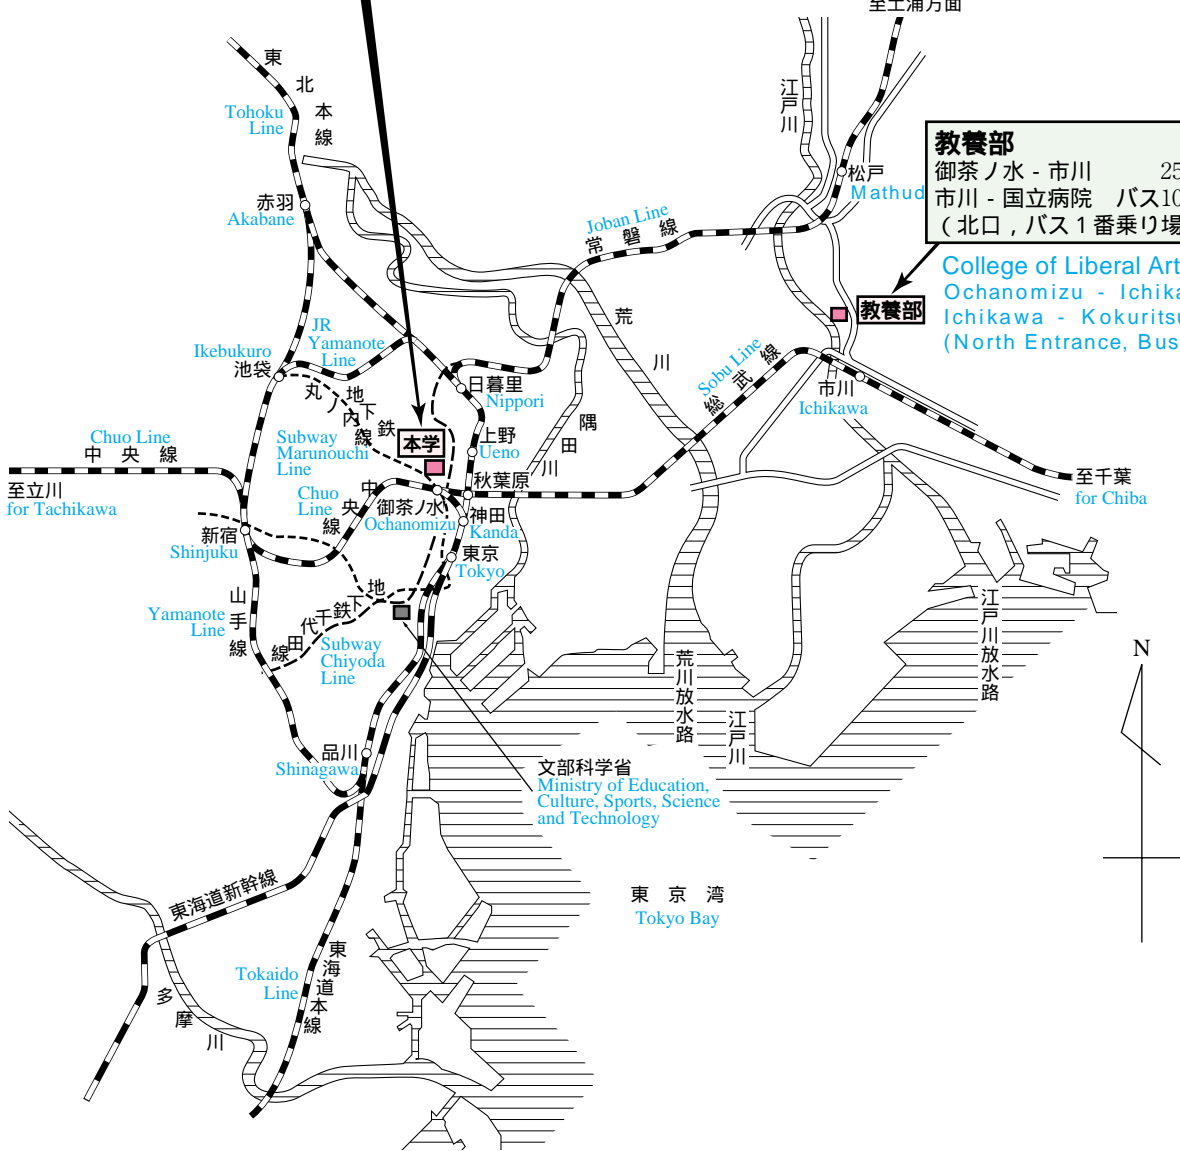 至土浦方面
東北本線
Tohoku
Line
江戸川
教養部
御茶ノ水 - 市川 25
市川 - 国立病院 バス10
(北口，バス1番乗り場
松戸
Mathud
赤羽
Akabane
Joban Line
常磐線
College of Liberal Art
Ochanomizu - Ichika
Ichikawa - Kokuritsu
(North Entrance, Bus
教養部
荒川
JR
Yamanote
Line
Ikebukuro
池袋
Sobu Line
総武線
日暮里
Nippori
市川
Ichikawa
地下鉄
丸ノ内線
隅田川
本学
上野
Ueno
Chuo Line
中央線
Subway
Marunouchi
Line
至立川
for Tachikawa
秋葉原
至千葉
for Chiba
Chuo
Line
中央線
御茶ノ水
Ochanomizu
神田
Kanda
新宿
Shinjuku
東京
Tokyo
地下鉄千代田線
山手線
Yamanote
Line
Subway
Chiyoda
Line
江戸川放水路
荒川放水路
N
江戸川
品川
Shinagawa
文部科学省
Ministry of Education,
Culture, Sports, Science
and Technology
東海道新幹線
東京湾
Tokyo Bay
東海道本線
Tokaido
Line
多摩川